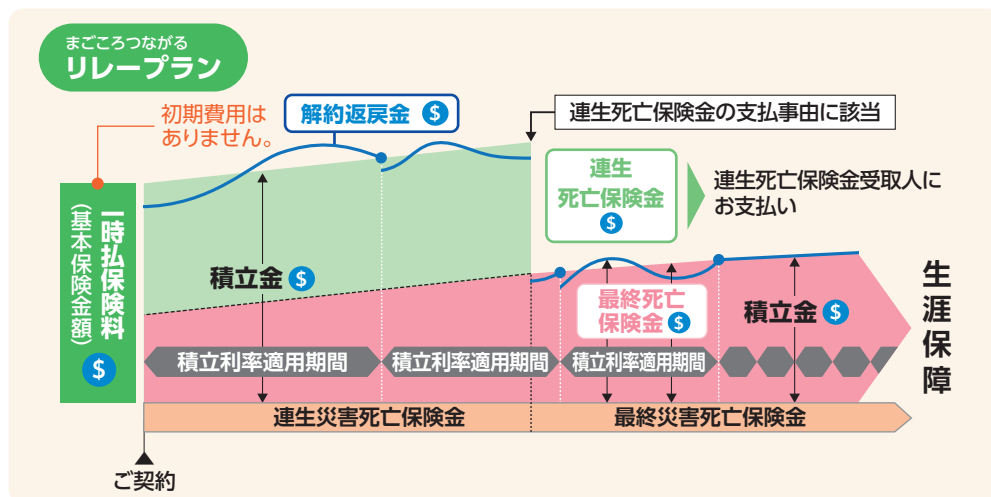 まごころつながる
リレープラン
初期費用は
ありません。
解約返戻金 $
連生死亡保険金の支払事由に該当
連生
死亡保険金
$
連生死亡保険金受取人に
お支払い
一時払保険料
(基本保険金額)
$
積立金 $
最終死亡
保険金 $
積立金 $
生涯保障
積立利率適用期間
積立利率適用期間
積立利率適用期間
連生災害死亡保険金
最終災害死亡保険金
ご契約